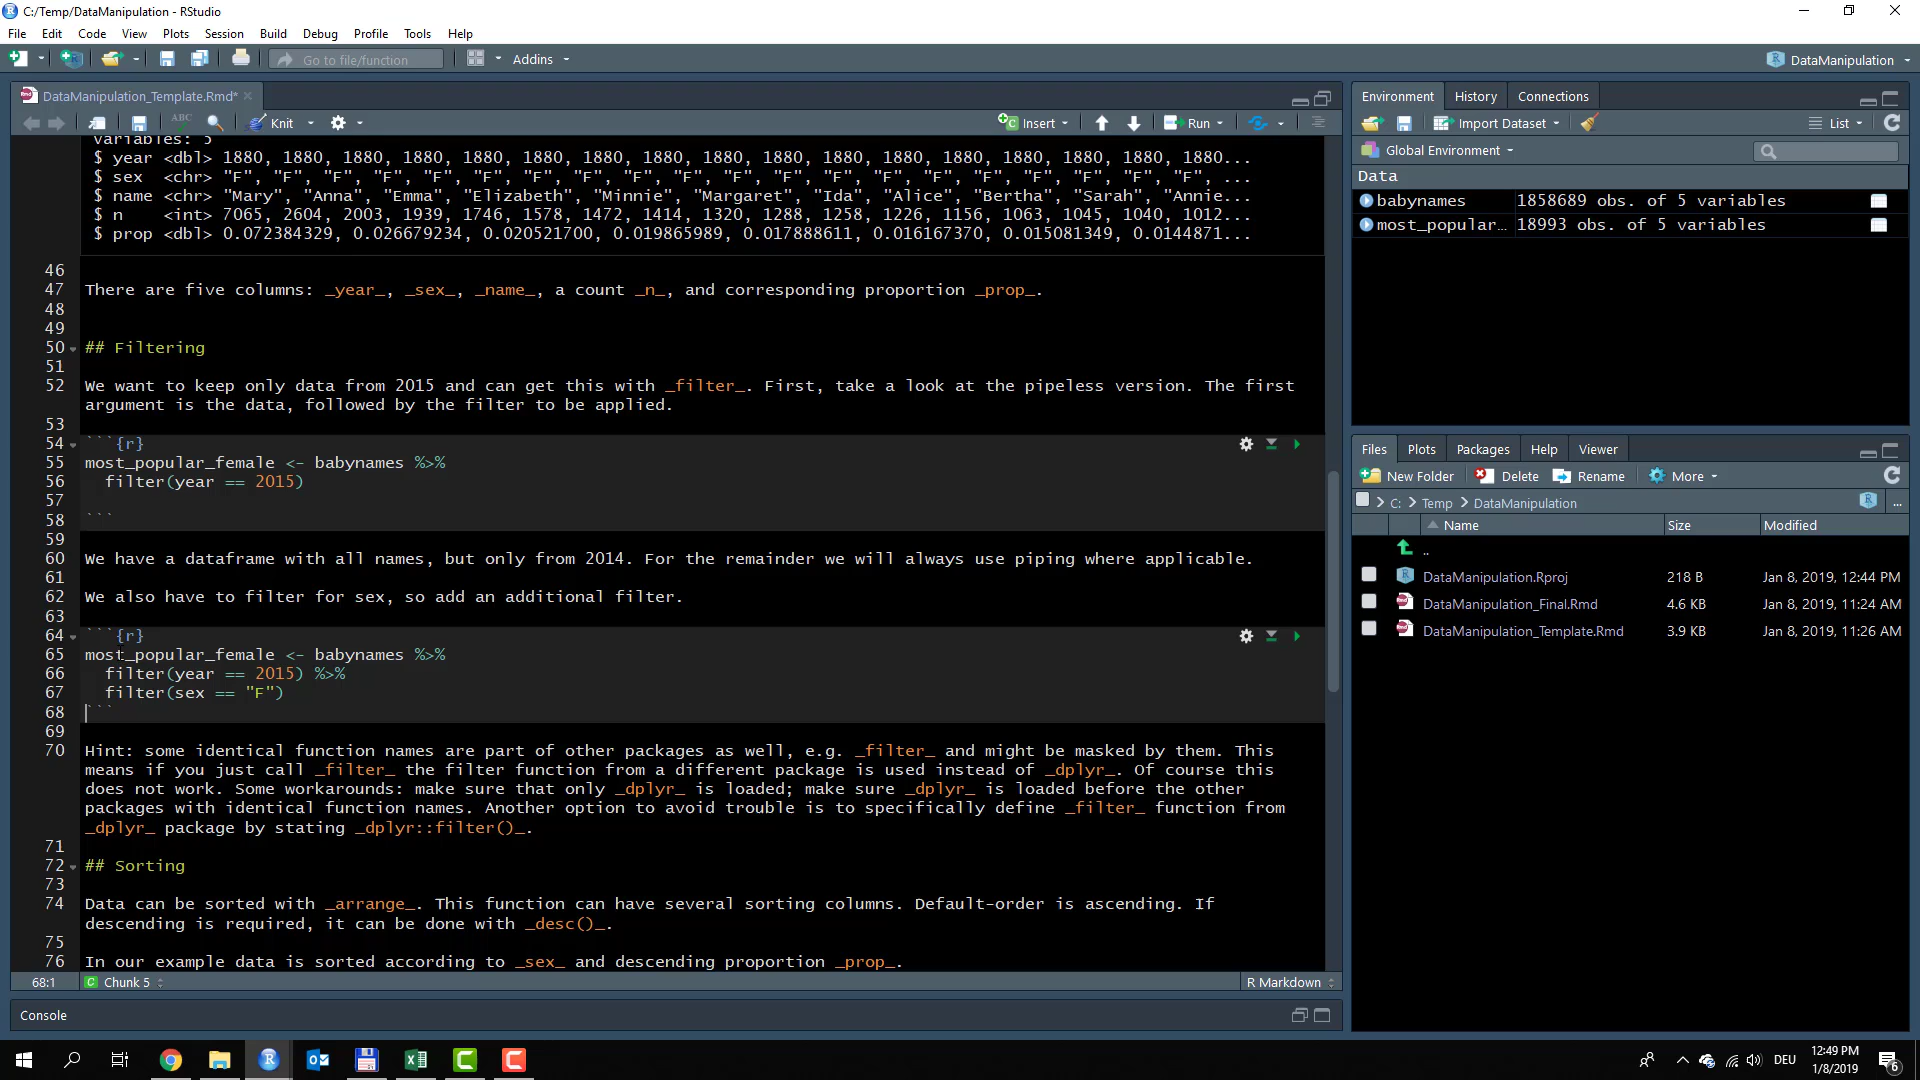 C:/Temp/DataManipulation - RStudio
File Edit Code View Plots Session Build Debug Profile Tools Help
Go to file/function Addins DataManipulation
DataManipulation_Template.Rmd*
ABC Knit Insert Run
variables: 5
$ year <dbl> 1880, 1880, 1880, 1880, 1880, 1880, 1880, 1880, 1880, 1880, 1880, 1880, 1880, 1880, 1880, 1880, 1880...
$ sex <chr> "F", "F", "F", "F", "F", "F", "F", "F", "F", "F", "F", "F", "F", "F", "F", "F", "F", "F", "F", "F", ...
$ name <chr> "Mary", "Anna", "Emma", "Elizabeth", "Minnie", "Margaret", "Ida", "Alice", "Bertha", "Sarah", "Annie...
$ n <int> 7065, 2604, 2003, 1939, 1746, 1578, 1472, 1414, 1320, 1288, 1258, 1226, 1156, 1063, 1045, 1040, 1012...
$ prop <dbl> 0.072384329, 0.026679234, 0.020521700, 0.019865989, 0.017888611, 0.016167370, 0.015081349, 0.0144871...
46
47 There are five columns: _year_, _sex_, _name_, a count _n_, and corresponding proportion _prop_.
48
49
50 ## Filtering
51
52 We want to keep only data from 2015 and can get this with _filter_. First, take a look at the pipeless version. The first
argument is the data, followed by the filter to be applied.
53
54 ```{r}
55 most_popular_female <- babynames %>%
56 filter(year == 2015)
57
58 ```
59
60 We have a dataframe with all names, but only from 2014. For the remainder we will always use piping where applicable.
61
62 We also have to filter for sex, so add an additional filter.
63
64 ```{r}
65 most_popular_female <- babynames %>%
66 filter(year == 2015) %>%
67 filter(sex == "F")
68 ```
69
70 Hint: some identical function names are part of other packages as well, e.g. _filter_ and might be masked by them. This
means if you just call _filter_ the filter function from a different package is used instead of _dplyr_. Of course this
does not work. Some workarounds: make sure that only _dplyr_ is loaded; make sure _dplyr_ is loaded before the other
packages with identical function names. Another option to avoid trouble is to specifically define _filter_ function from
_dplyr_ package by stating _dplyr::filter()_.
71
72 ## Sorting
73
74 Data can be sorted with _arrange_. This function can have several sorting columns. Default-order is ascending. If
descending is required, it can be done with _desc()_.
75
76 In our example data is sorted according to _sex_ and descending proportion _prop_.
68:1 Chunk 5 R Markdown
Console
Environment History Connections
Import Dataset List
Global Environment
Data
babynames 1858689 obs. of 5 variables
most_popular... 18993 obs. of 5 variables
Files Plots Packages Help Viewer
New Folder Delete Rename More
C: > Temp > DataManipulation ...
Name Size Modified
..
DataManipulation.Rproj 218 B Jan 8, 2019, 12:44 PM
DataManipulation_Final.Rmd 4.6 KB Jan 8, 2019, 11:24 AM
DataManipulation_Template.Rmd 3.9 KB Jan 8, 2019, 11:26 AM
DEU 12:49 PM
1/8/2019
6